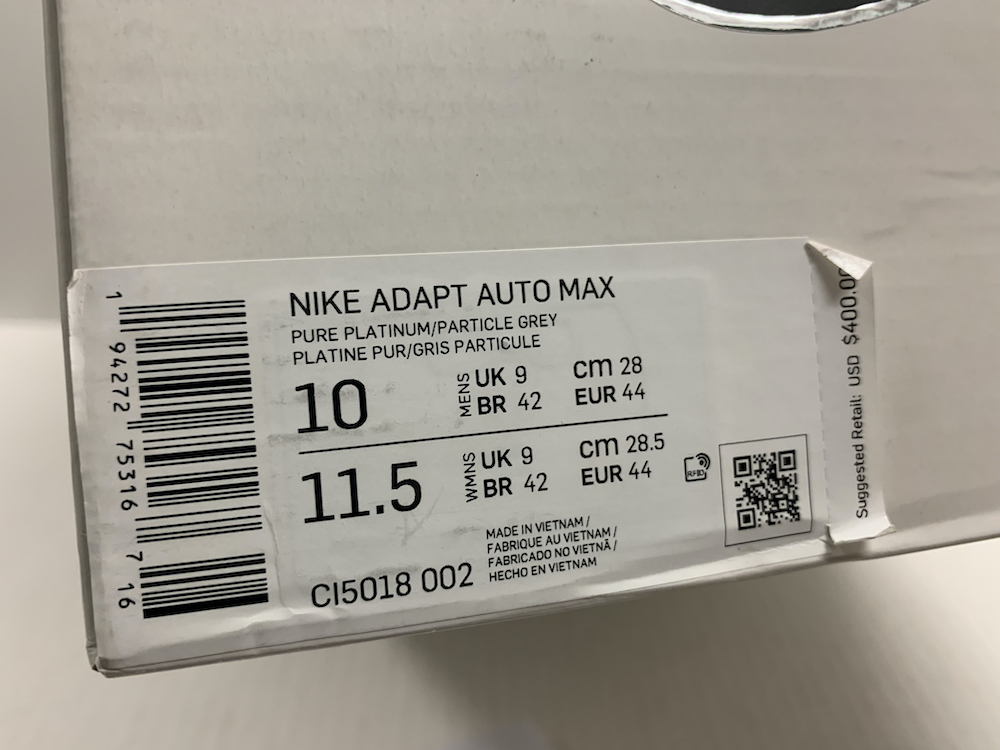 NIKE ADAPT AUTO MAX
PURE PLATINUM/PARTICLE GREY
PLATINE PUR/GRIS PARTICULE
10
MENS
UK 9 cm 28
BR 42 EUR 44
11.5
WMNS
UK 9 cm 28.5
BR 42 EUR 44
RFID
MADE IN VIETNAM /
FABRIQUE AU VIETNAM /
FABRICADO NO VIETNÃ /
HECHO EN VIETNAM
CI5018 002
1 94272 75316 7 16
Suggested Retail: USD $400.00